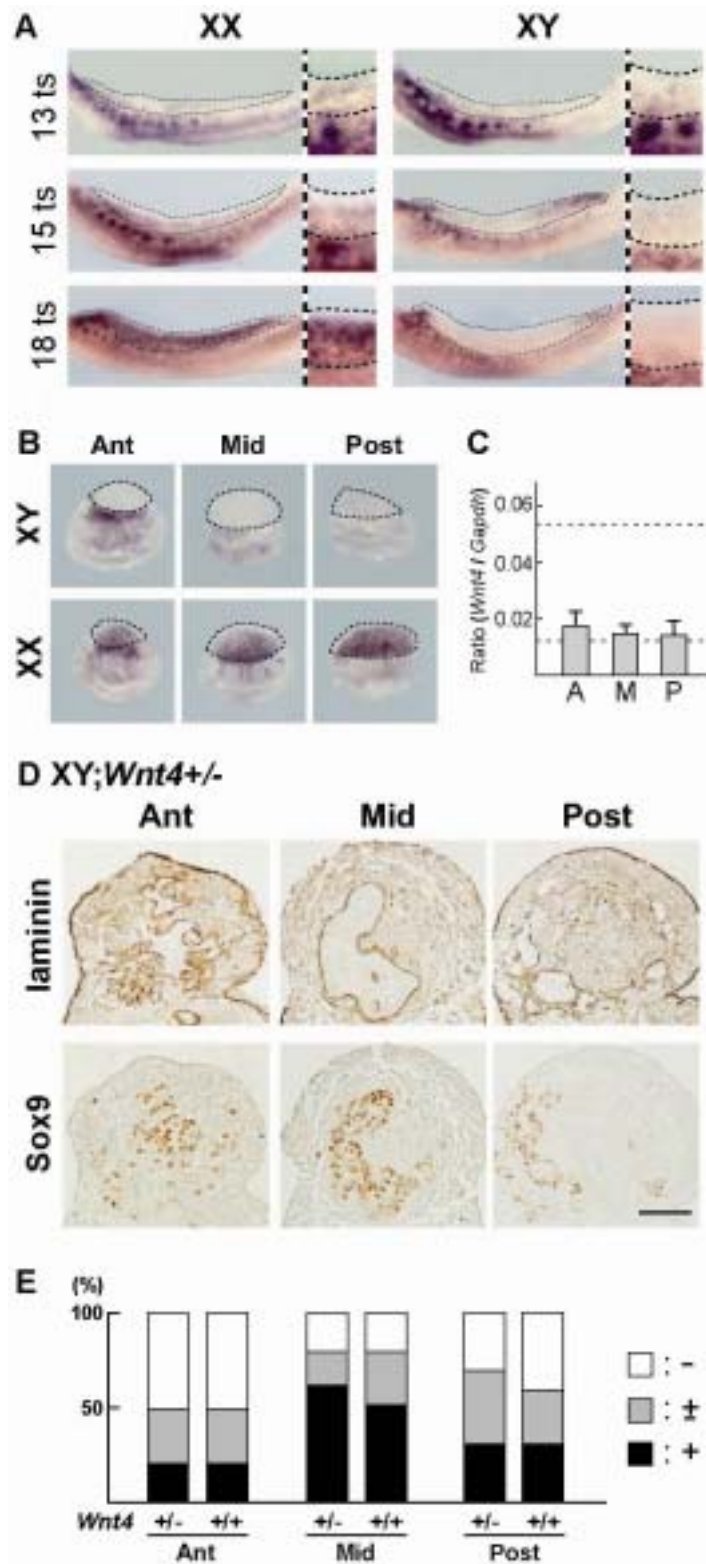 A XX XY
13 ts
15 ts
18 ts
B Ant Mid Post
XY
XX
C
Ratio (Wnt4 / Gapdh)
0.06
0.04
0.02
A M P
D XY;Wnt4+/-
Ant Mid Post
laminin
Sox9
E (%)
100
50
: -
: ±
: +
Wnt4 +/- +/+ +/- +/+ +/- +/+
Ant Mid Post